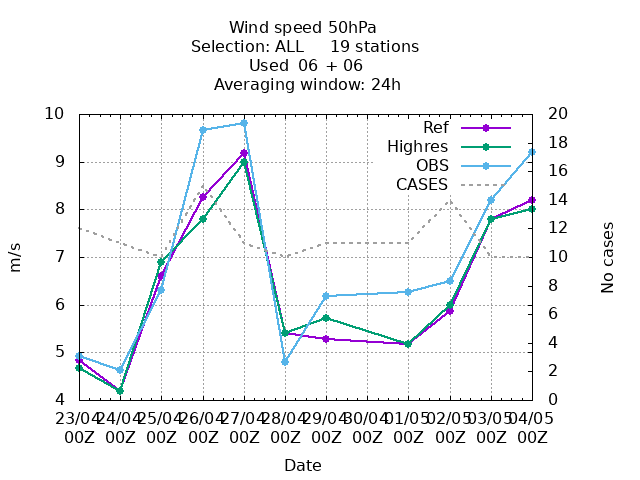 Wind speed 50hPa
Selection: ALL 19 stations
Used 06 + 06
Averaging window: 24h
Ref
Highres
OBS
CASES
m/s
10
9
8
7
6
5
4
No cases
20
18
16
14
12
10
8
6
4
2
0
23/04 24/04 25/04 26/04 27/04 28/04 29/04 30/04 01/05 02/05 03/05 04/05
00Z 00Z 00Z 00Z 00Z 00Z 00Z 00Z 00Z 00Z 00Z 00Z
Date